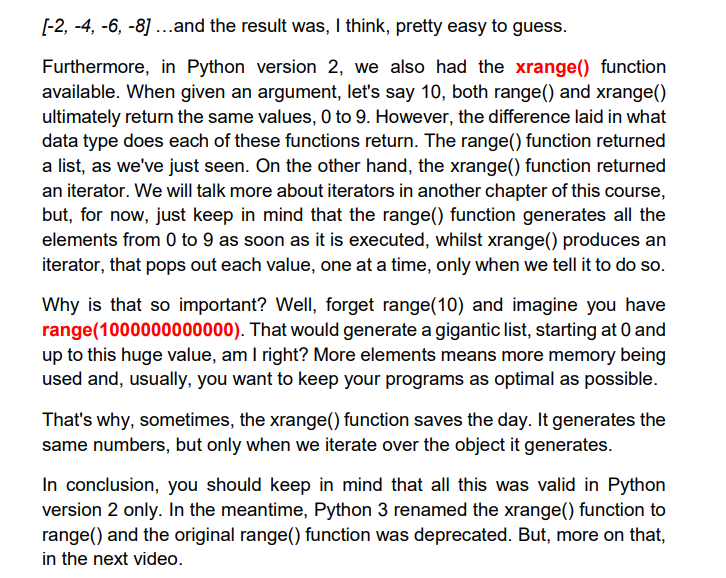 [-2, -4, -6, -8] …and the result was, I think, pretty easy to guess.
Furthermore, in Python version 2, we also had the xrange() function
available. When given an argument, let's say 10, both range() and xrange()
ultimately return the same values, 0 to 9. However, the difference laid in what
data type does each of these functions return. The range() function returned
a list, as we've just seen. On the other hand, the xrange() function returned
an iterator. We will talk more about iterators in another chapter of this course,
but, for now, just keep in mind that the range() function generates all the
elements from 0 to 9 as soon as it is executed, whilst xrange() produces an
iterator, that pops out each value, one at a time, only when we tell it to do so.
Why is that so important? Well, forget range(10) and imagine you have
range(1000000000000). That would generate a gigantic list, starting at 0 and
up to this huge value, am I right? More elements means more memory being
used and, usually, you want to keep your programs as optimal as possible.
That's why, sometimes, the xrange() function saves the day. It generates the
same numbers, but only when we iterate over the object it generates.
In conclusion, you should keep in mind that all this was valid in Python
version 2 only. In the meantime, Python 3 renamed the xrange() function to
range() and the original range() function was deprecated. But, more on that,
in the next video.